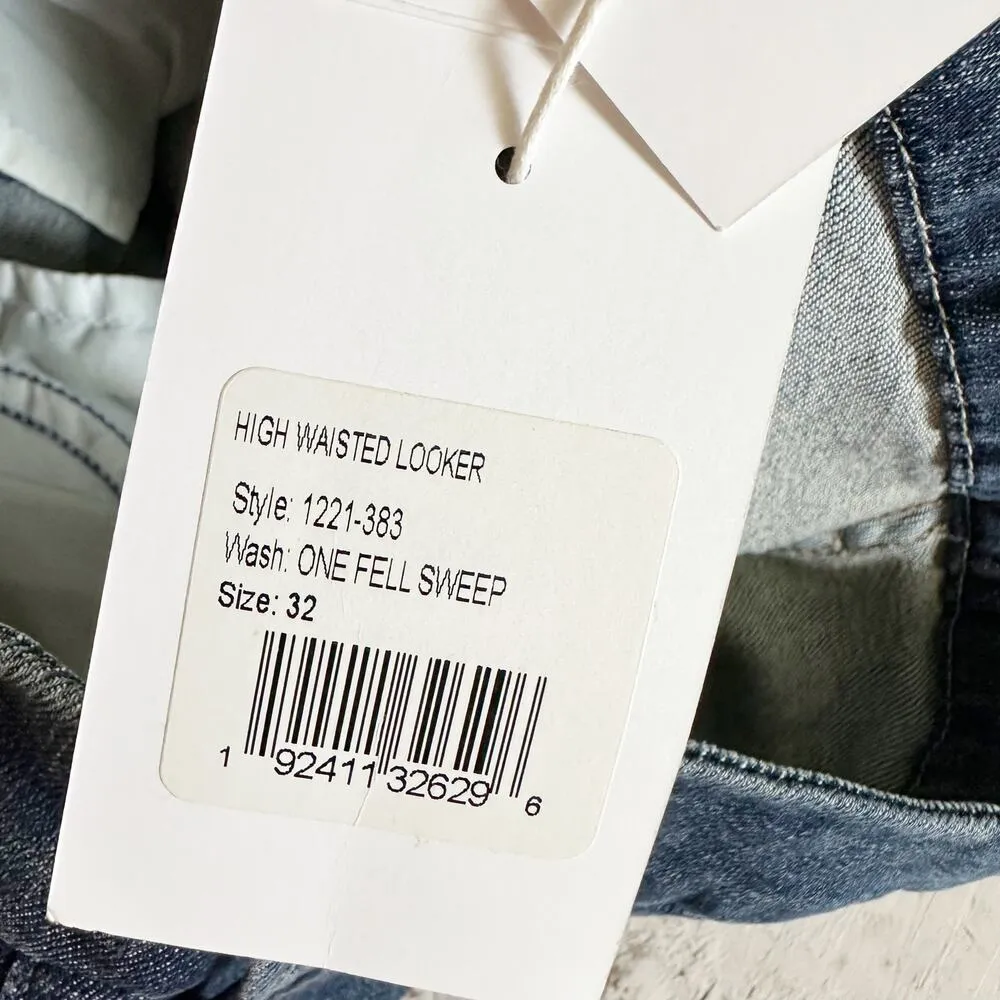 HIGH WAISTED LOOKER
Style: 1221-383
Wash: ONE FELL SWEEP
Size: 32
1 92411 32629 6